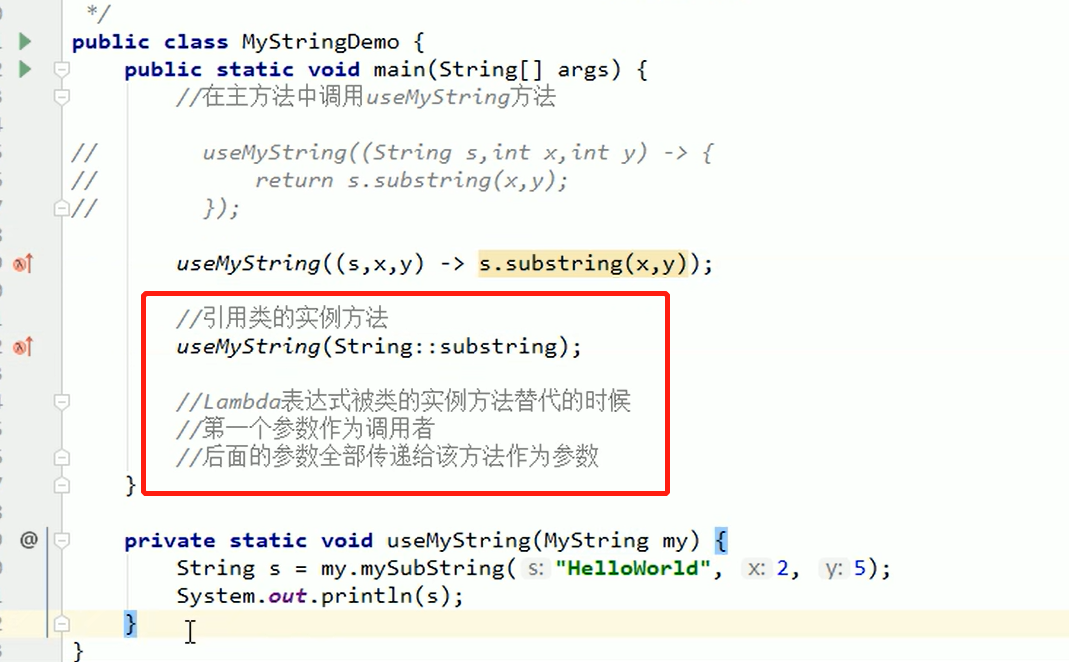 */
public class MyStringDemo {
public static void main(String[] args) {
//在主方法中调用useMyString方法
// useMyString((String s,int x,int y) -> {
// return s.substring(x,y);
// });
useMyString((s,x,y) -> s.substring(x,y));
//引用类的实例方法
useMyString(String::substring);
//Lambda表达式被类的实例方法替代的时候
//第一个参数作为调用者
//后面的参数全部传递给该方法作为参数
}
@ private static void useMyString(MyString my) {
String s = my.mySubString( s: "HelloWorld", x: 2, y: 5);
System.out.println(s);
}
}